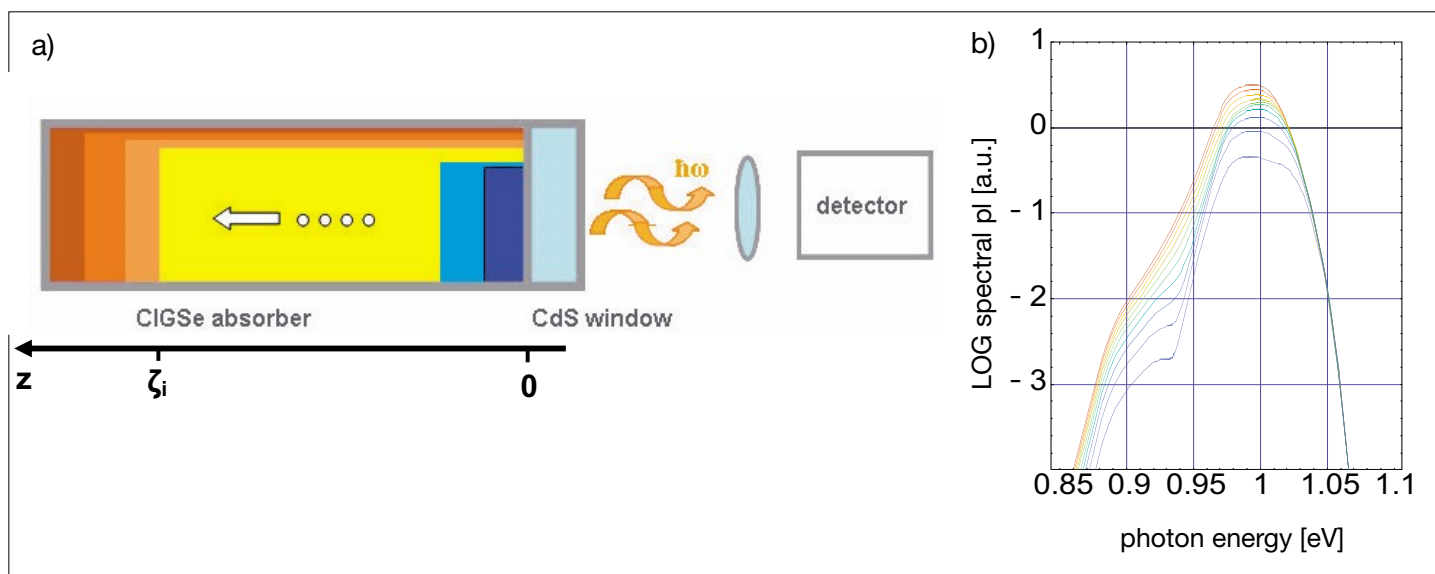 a)
ħω
detector
CIGSe absorber
CdS window
z
ζi
0
b)
LOG spectral pl [a.u.]
1
0
- 1
- 2
- 3
0.85 0.9 0.95 1 1.05 1.1
photon energy [eV]